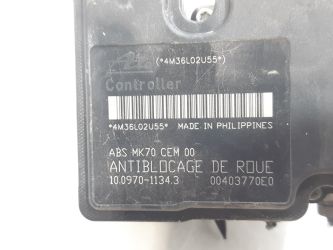 (*4M36L02U55*)
Controller
*4M36L02U55* MADE IN PHILIPPINES
ABS MK70 CEM 00
ANTIBLOCAGE DE ROUE
10.0970-1134.3 00403770E0